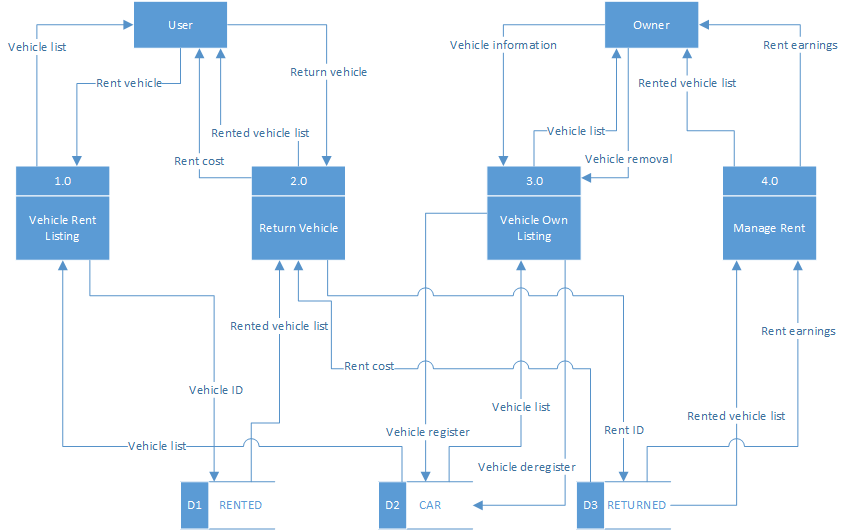 User
Owner
Vehicle list
Vehicle information
Rent earnings
Return vehicle
Rent vehicle
Rented vehicle list
Rented vehicle list
Vehicle list
Rent cost
Vehicle removal
1.0
2.0
3.0
4.0
Vehicle Rent
Listing
Return Vehicle
Vehicle Own
Listing
Manage Rent
Rented vehicle list
Rent earnings
Rent cost
Vehicle ID
Vehicle list
Rented vehicle list
Vehicle register
Rent ID
Vehicle list
Vehicle deregister
D1
RENTED
D2
CAR
D3
RETURNED